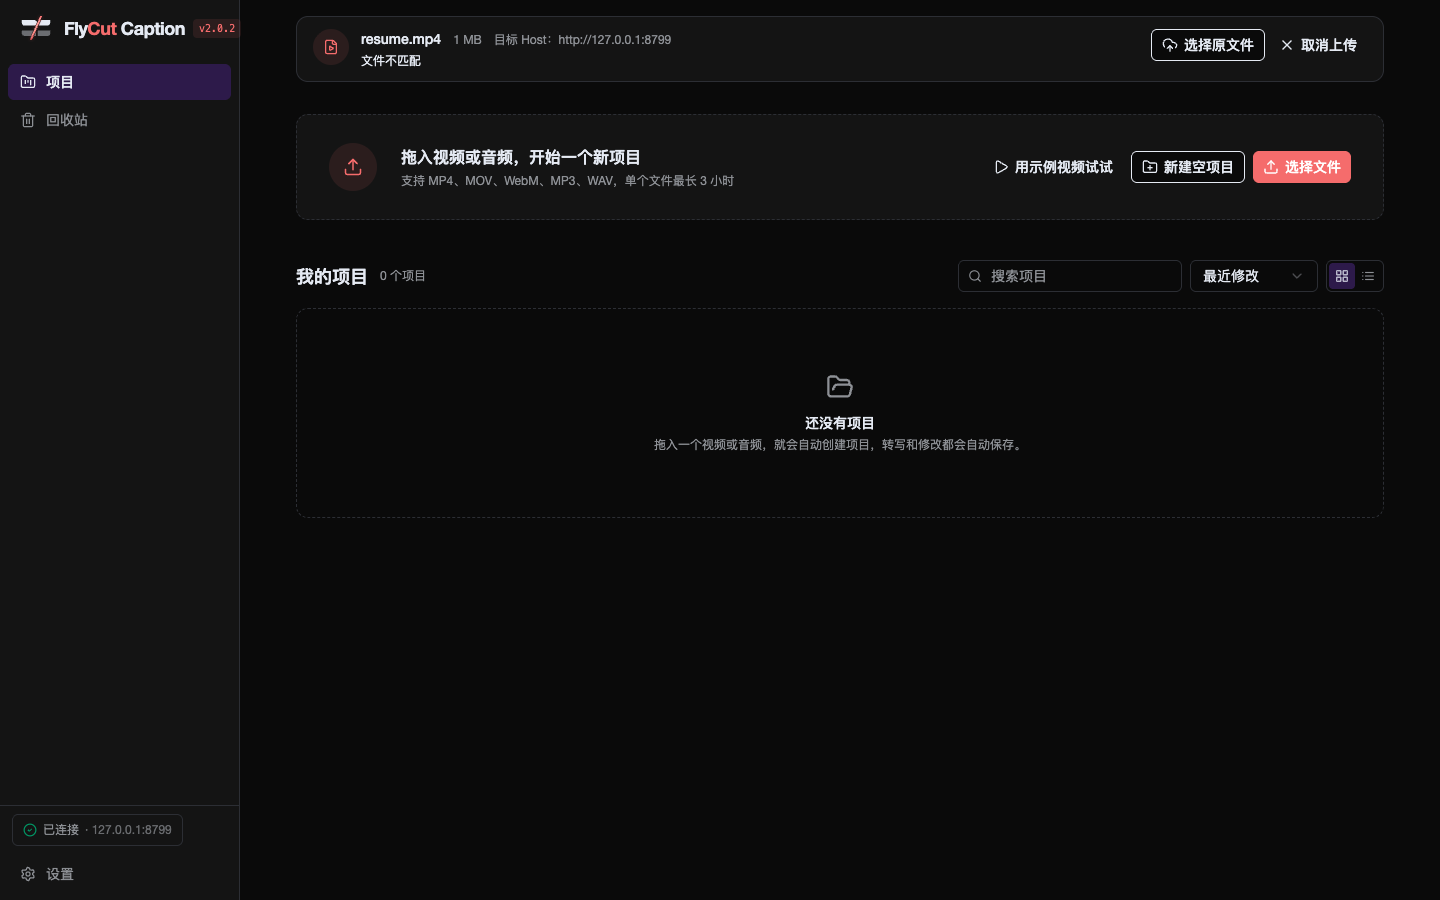 FlyCut Caption v2.0.2
项目
回收站
resume.mp4 1 MB 目标 Host：http://127.0.0.1:8799
文件不匹配
选择原文件
取消上传
拖入视频或音频，开始一个新项目
支持 MP4、MOV、WebM、MP3、WAV，单个文件最长 3 小时
用示例视频试试
新建空项目
选择文件
我的项目 0 个项目
搜索项目
最近修改
还没有项目
拖入一个视频或音频，就会自动创建项目，转写和修改都会自动保存。
已连接 · 127.0.0.1:8799
设置